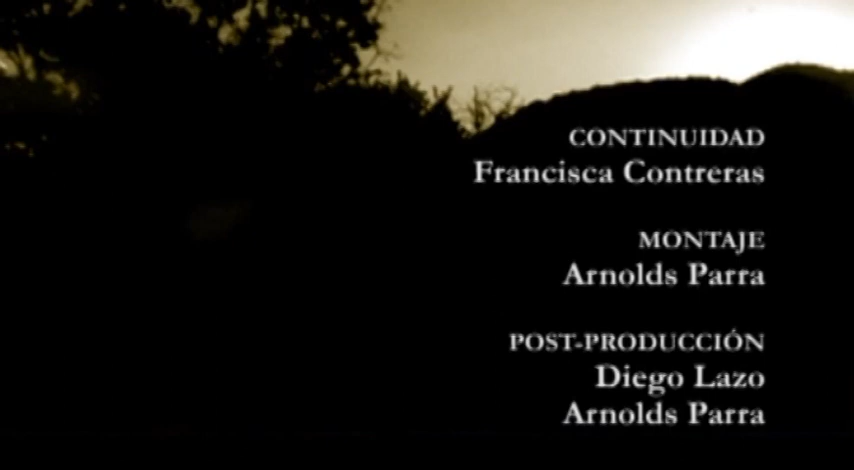 CONTINUIDAD
Francisca Contreras
MONTAJE
Arnolds Parra
POST-PRODUCCIÓN
Diego Lazo
Arnolds Parra